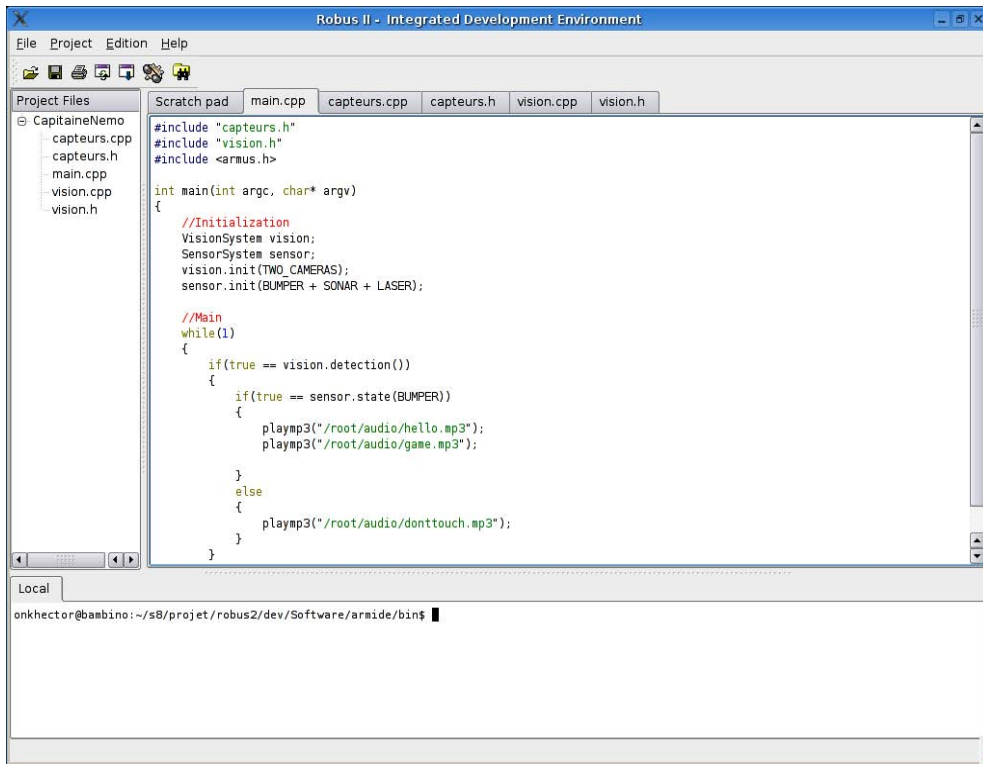 Robus II - Integrated Development Environment
File Project Edition Help
Project Files
CapitaineNemo
capteurs.cpp
capteurs.h
main.cpp
vision.cpp
vision.h
Scratch pad main.cpp capteurs.cpp capteurs.h vision.cpp vision.h
#include "capteurs.h"
#include "vision.h"
#include <armus.h>
int main(int argc, char* argv)
{
//Initialization
VisionSystem vision;
SensorSystem sensor;
vision.init(TWO_CAMERAS);
sensor.init(BUMPER + SONAR + LASER);
//Main
while(1)
{
if(true == vision.detection())
{
if(true == sensor.state(BUMPER))
{
playmp3("/root/audio/hello.mp3");
playmp3("/root/audio/game.mp3");
}
else
{
playmp3("/root/audio/donttouch.mp3");
}
}
Local
onkhector@bambino:~/s8/projet/robus2/dev/Software/armide/bin$